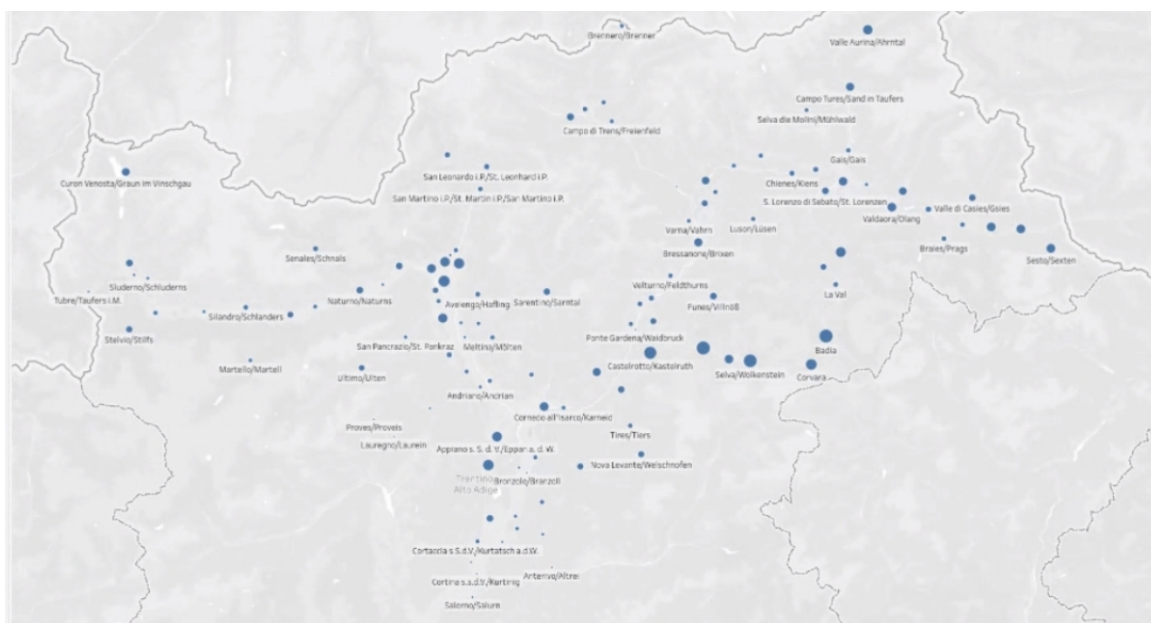 Brennero/Brenner
Valle Aurina/Ahrntal
Campo Tures/Sand in Taufers
Selva die Molini/Mühlwald
Campo di Trens/Freienfeld
Gais/Gais
San Leonardo i.P./St. Leonhard i.P.
Curon Venosta/Graun im Vinschgau
Chienes/Kiens
San Martino i.P./St. Martin i.P./San Martino i.P.
S. Lorenzo di Sebato/St. Lorenzen
Valle di Casies/Gsies
Valdaora/Olang
Varna/Vahrn
Luson/Lüsen
Braies/Prags
Bressanone/Brixen
Senales/Schnals
Sesto/Sexten
Sluderno/Schluderns
Velturno/Feldthurns
La Val
Tubre/Taufers i.M.
Naturno/Naturns
Avelengo/Hafling
Sarentino/Sarntal
Funes/Villnöß
Silandro/Schlanders
Stelvio/Stilfs
Ponte Gardena/Waidbruck
San Pancrazio/St. Pankraz
Meltina/Mölten
Badia
Martello/Martell
Castelrotto/Kastelruth
Selva/Wolkenstein
Corvara
Ultimo/Ulten
Andriano/Andrian
Cornedo all'Isarco/Karneid
Proves/Proveis
Tires/Tiers
Lauregno/Laurein
Appiano s. S. d. V./Eppan a. d. W.
Nova Levante/Welschnofen
Trentino
Alto Adige
Bronzolo/Branzoll
Cortaccia s.S.d.V./Kurtatsch a.d.W.
Anterivo/Altrei
Cortina s.s.d.V/Kurtinig
Salorno/Salurn